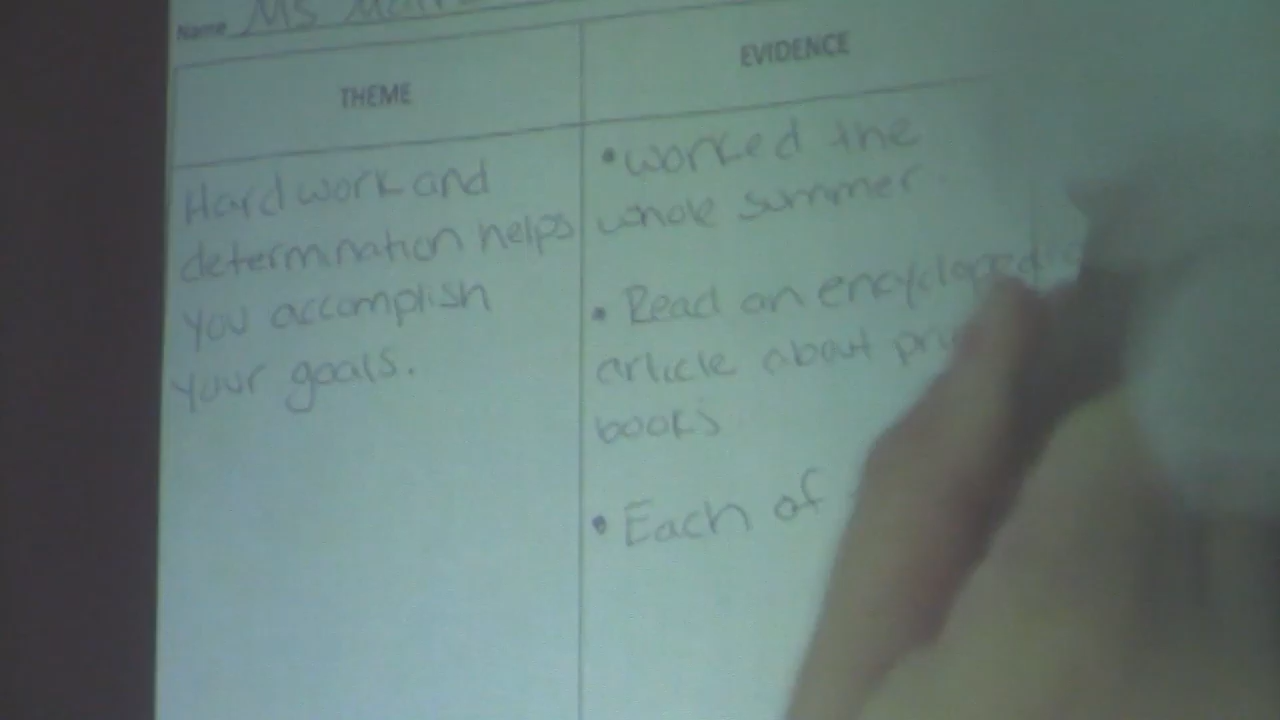 Name Ms
THEME
EVIDENCE
Hard work and
determination helps
you accomplish
your goals.
• worked the
whole summer.
• Read an encyclopedia
article about
books
• Each of